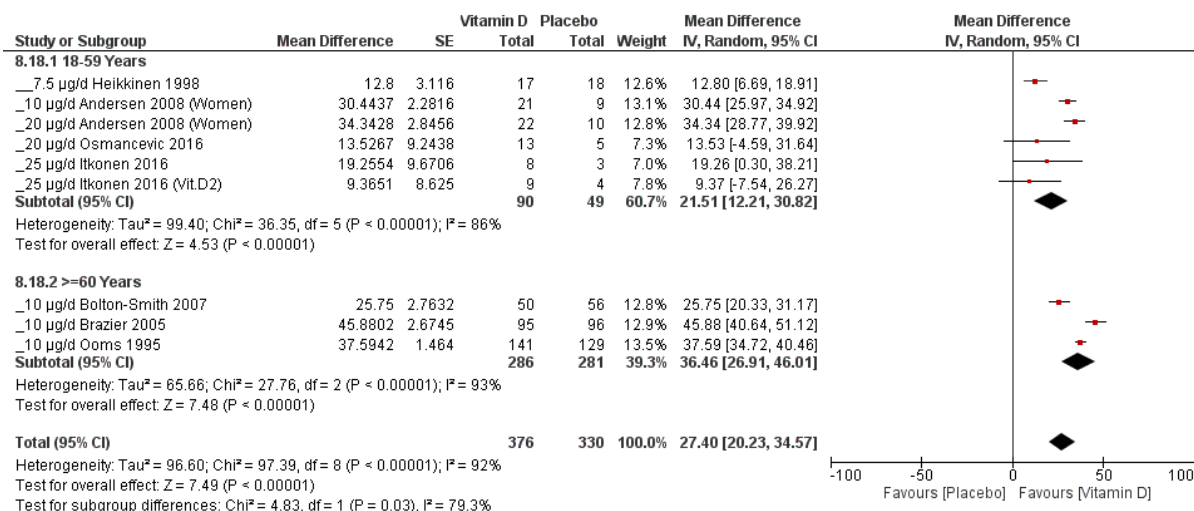 Vitamin D Placebo Mean Difference Mean Difference
Study or Subgroup Mean Difference SE Total Total Weight IV, Random, 95% CI IV, Random, 95% CI
8.18.1 18-59 Years
__7.5 µg/d Heikkinen 1998 12.8 3.116 17 18 12.6% 12.80 [6.69, 18.91]
_10 µg/d Andersen 2008 (Women) 30.4437 2.2816 21 9 13.1% 30.44 [25.97, 34.92]
_20 µg/d Andersen 2008 (Women) 34.3428 2.8456 22 10 12.8% 34.34 [28.77, 39.92]
_20 µg/d Osmancevic 2016 13.5267 9.2438 13 5 7.3% 13.53 [-4.59, 31.64]
_25 µg/d Itkonen 2016 19.2554 9.6706 8 3 7.0% 19.26 [0.30, 38.21]
_25 µg/d Itkonen 2016 (Vit.D2) 9.3651 8.625 9 4 7.8% 9.37 [-7.54, 26.27]
Subtotal (95% CI) 90 49 60.7% 21.51 [12.21, 30.82]
Heterogeneity: Tau² = 99.40; Chi² = 36.35, df = 5 (P < 0.00001); I² = 86%
Test for overall effect: Z = 4.53 (P < 0.00001)
8.18.2 >=60 Years
_10 µg/d Bolton-Smith 2007 25.75 2.7632 50 56 12.8% 25.75 [20.33, 31.17]
_10 µg/d Brazier 2005 45.8802 2.6745 95 96 12.9% 45.88 [40.64, 51.12]
_10 µg/d Ooms 1995 37.5942 1.464 141 129 13.5% 37.59 [34.72, 40.46]
Subtotal (95% CI) 286 281 39.3% 36.46 [26.91, 46.01]
Heterogeneity: Tau² = 65.66; Chi² = 27.76, df = 2 (P < 0.00001); I² = 93%
Test for overall effect: Z = 7.48 (P < 0.00001)
Total (95% CI) 376 330 100.0% 27.40 [20.23, 34.57]
Heterogeneity: Tau² = 96.60; Chi² = 97.39, df = 8 (P < 0.00001); I² = 92%
Test for overall effect: Z = 7.49 (P < 0.00001)
Test for subgroup differences: Chi² = 4.83, df = 1 (P = 0.03), I² = 79.3%
-100 -50 0 50 100
Favours [Placebo] Favours [Vitamin D]